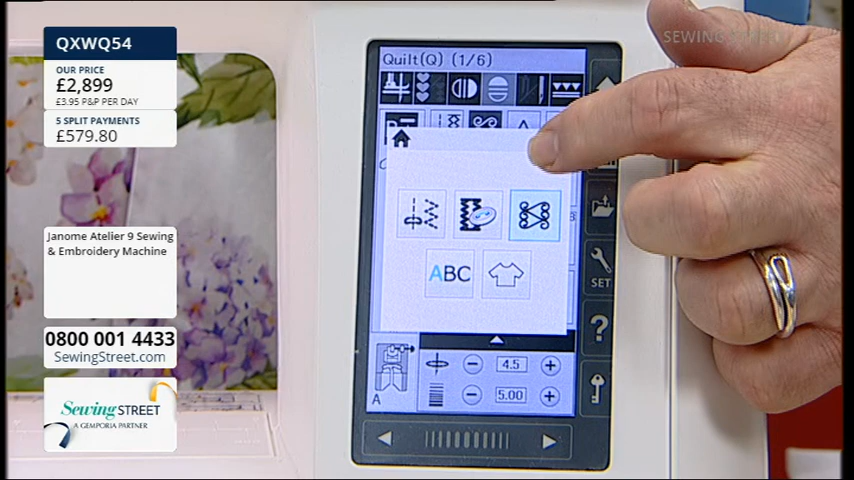 QXWQ54
OUR PRICE
£2,899
£3.95 P&P PER DAY
5 SPLIT PAYMENTS
£579.80
Janome Atelier 9 Sewing
& Embroidery Machine
0800 001 4433
SewingStreet.com
Sewing STREET
A GEMPORIA PARTNER
SEWING STREET
Quilt(Q) (1/6)
ABC
SET
?
A
4.5
5.00